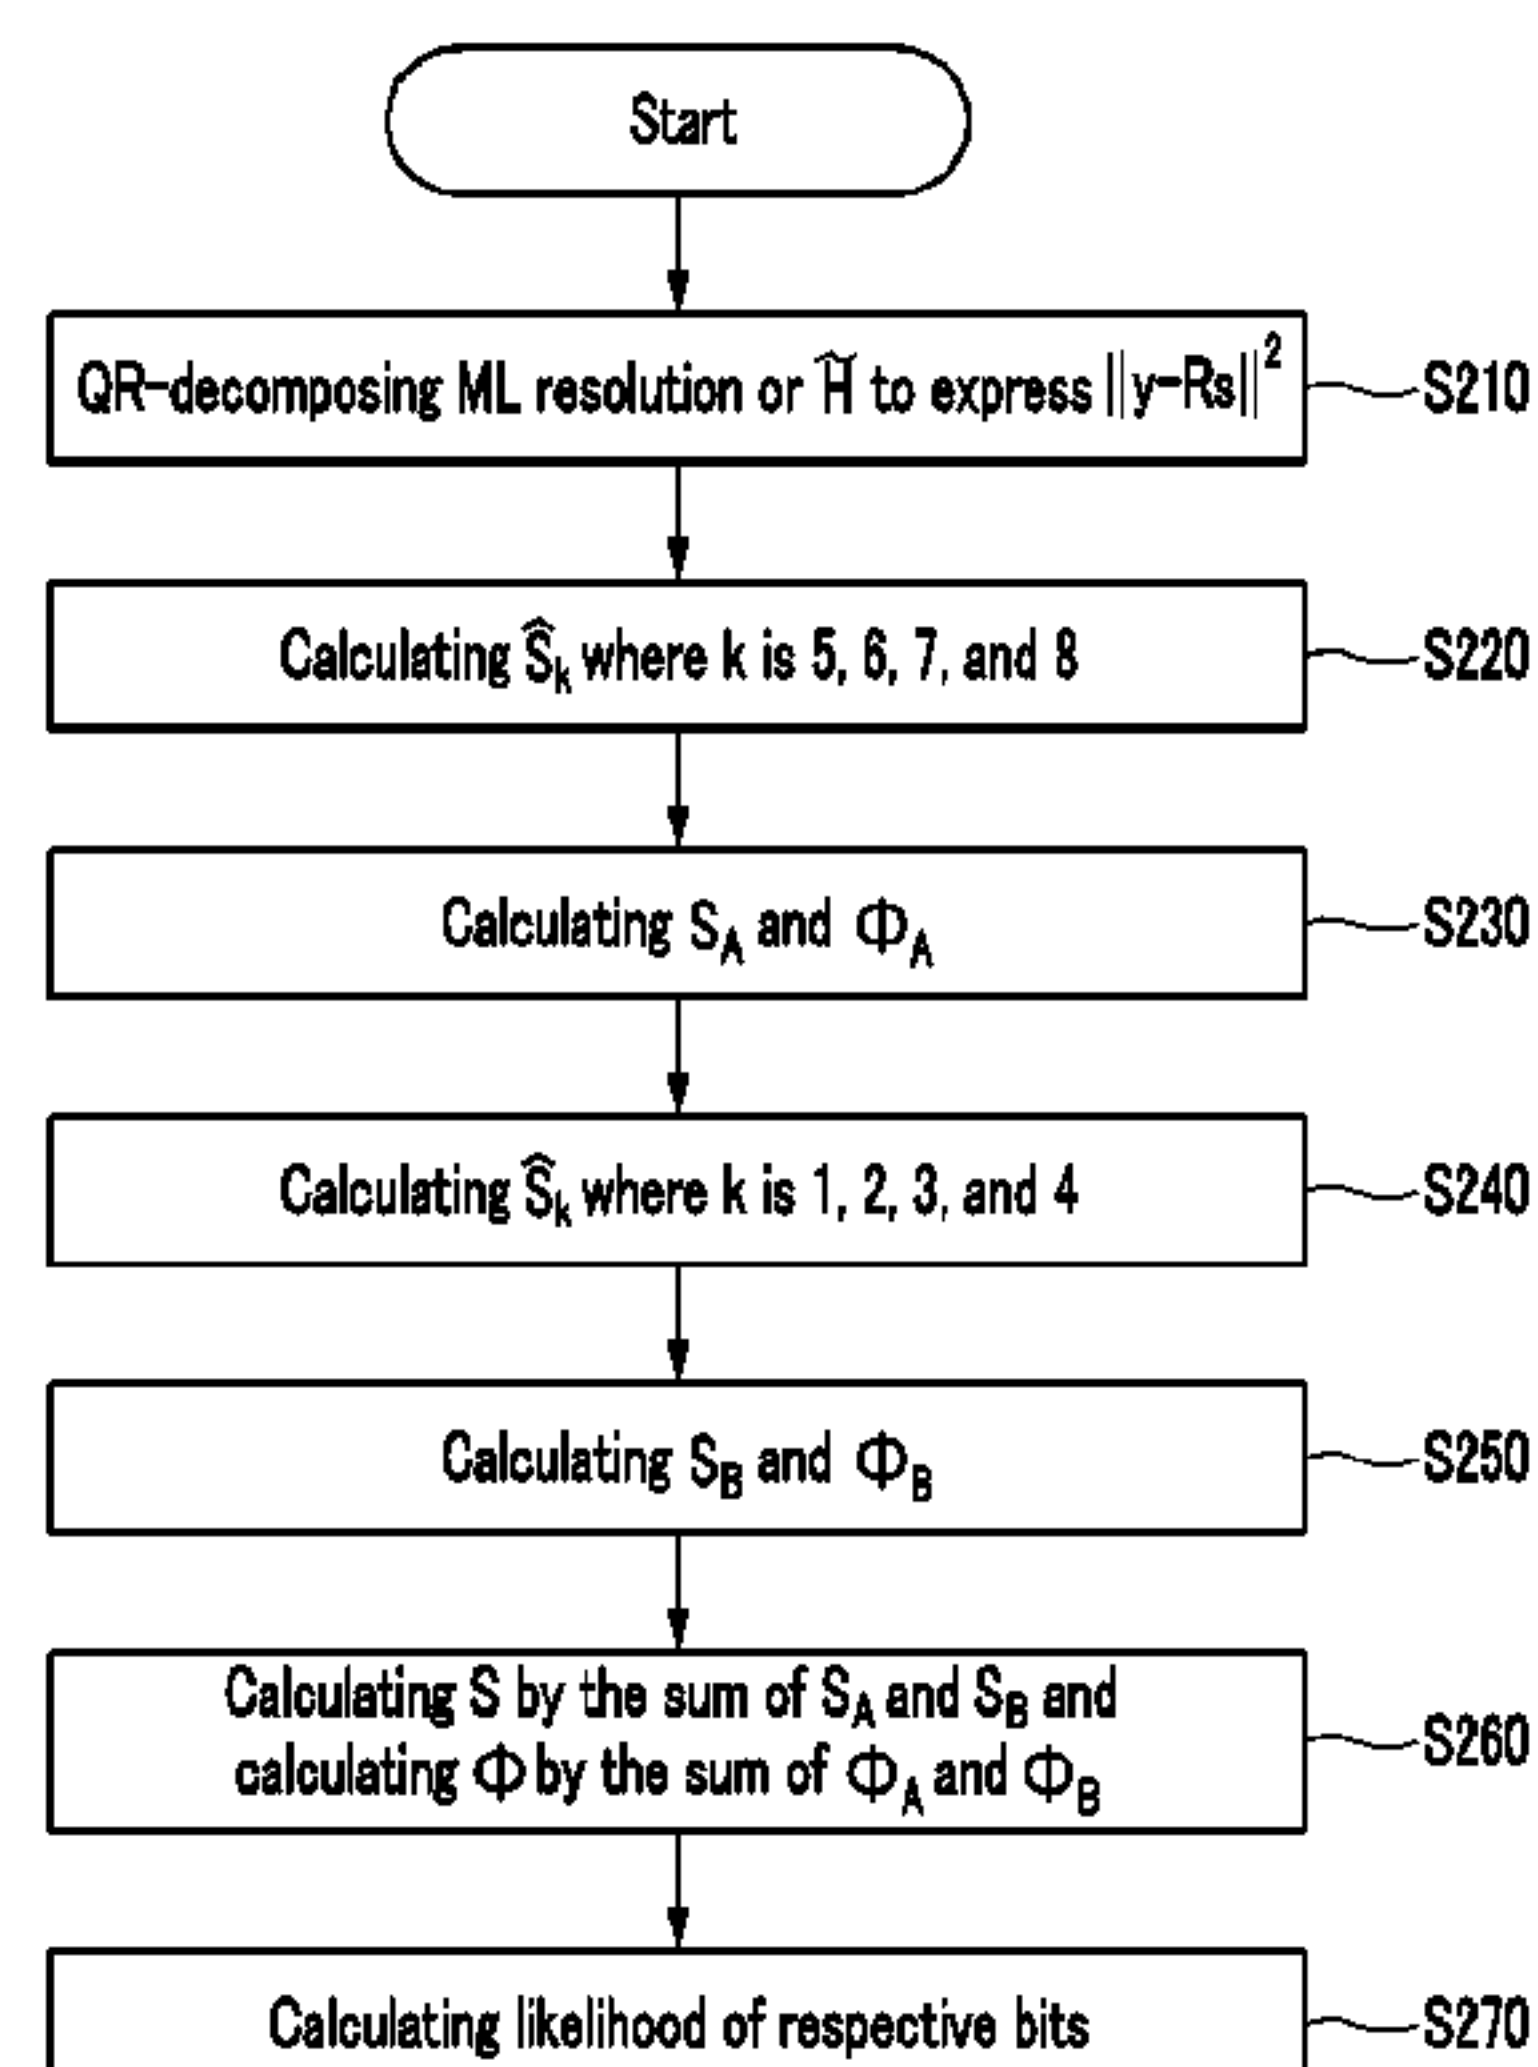 Start
QR-decomposing ML resolution or H̃ to express ||y-Rs||²
S210
Calculating Ŝk where k is 5, 6, 7, and 8
S220
Calculating SA and ΦA
S230
Calculating Ŝk where k is 1, 2, 3, and 4
S240
Calculating SB and ΦB
S250
Calculating S by the sum of SA and SB and
calculating Φ by the sum of ΦA and ΦB
S260
Calculating likelihood of respective bits
S270